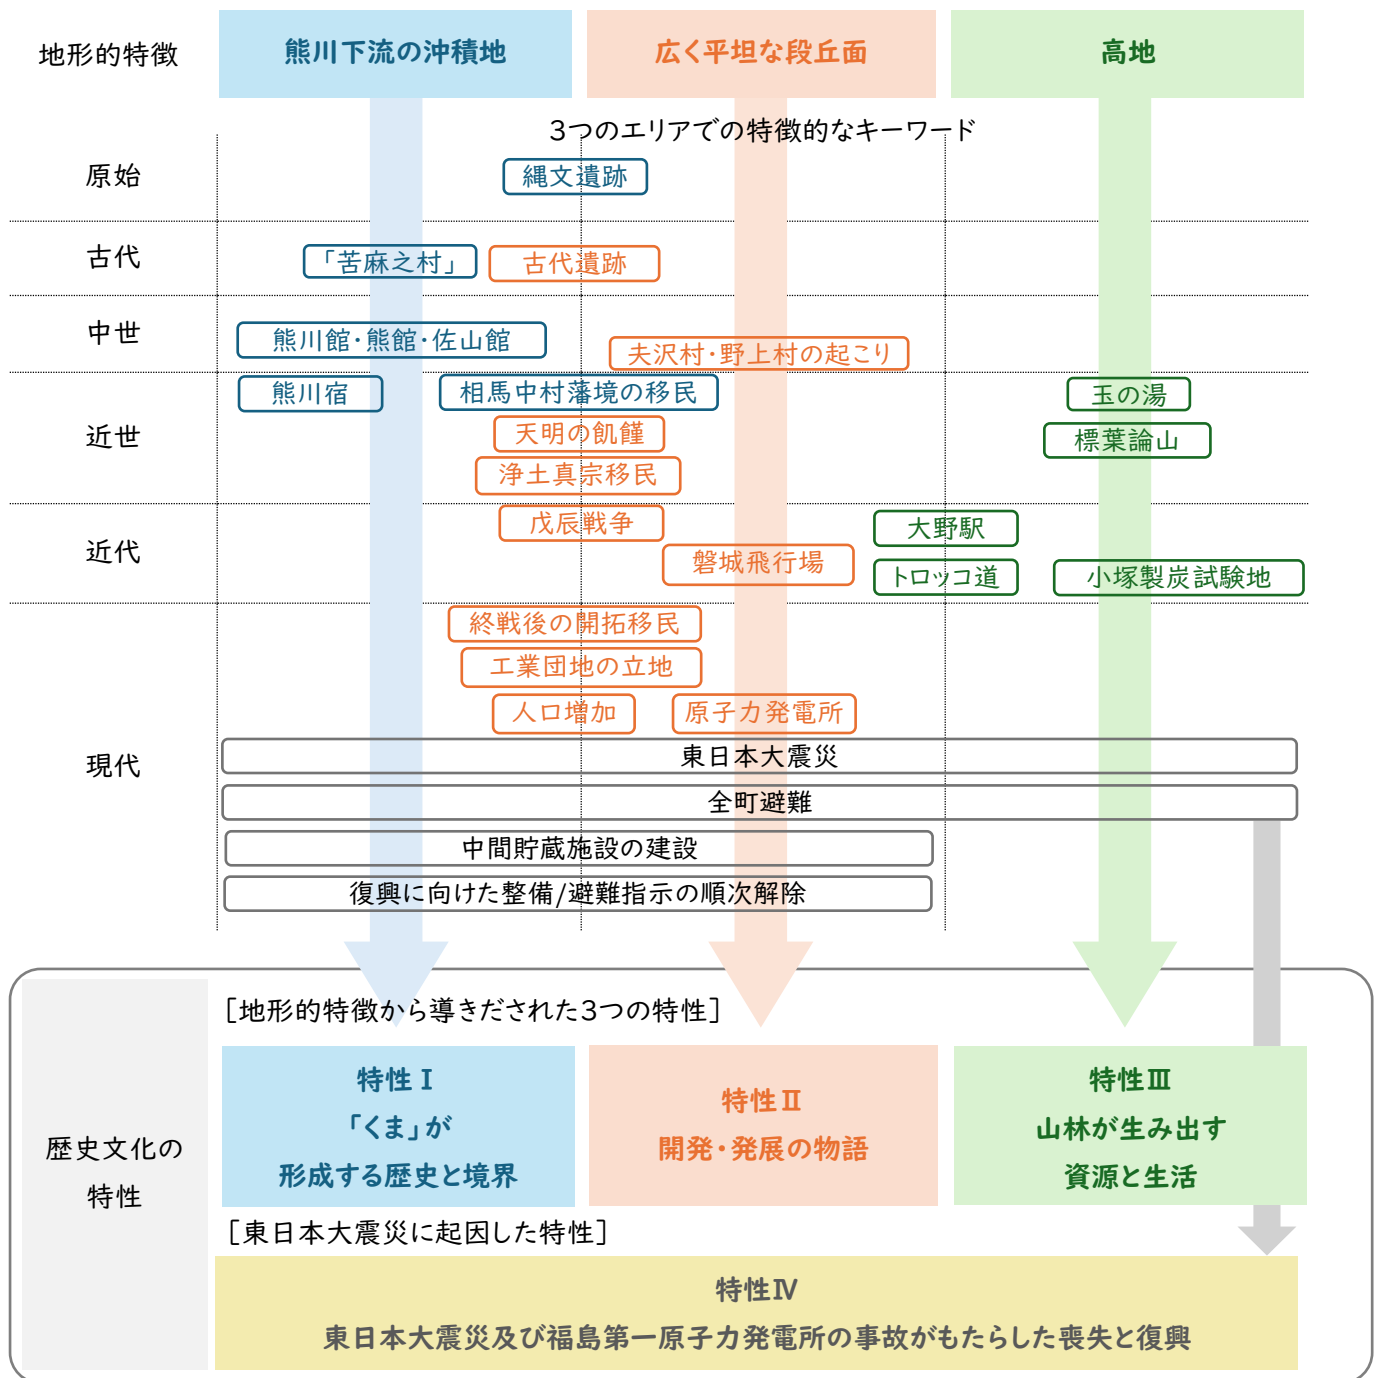 地形的特徴
熊川下流の沖積地
広く平坦な段丘面
高地
3つのエリアでの特徴的なキーワード
原始
縄文遺跡
古代
「苦麻之村」
古代遺跡
中世
熊川館・熊館・佐山館
夫沢村・野上村の起こり
近世
熊川宿
相馬中村藩境の移民
玉の湯
天明の飢饉
標葉論山
浄土真宗移民
近代
戊辰戦争
大野駅
磐城飛行場
トロッコ道
小塚製炭試験地
現代
終戦後の開拓移民
工業団地の立地
人口増加
原子力発電所
東日本大震災
全町避難
中間貯蔵施設の建設
復興に向けた整備/避難指示の順次解除
歴史文化の
特性
[地形的特徴から導きだされた3つの特性]
特性Ⅰ
「くま」が
形成する歴史と境界
特性Ⅱ
開発・発展の物語
特性Ⅲ
山林が生み出す
資源と生活
[東日本大震災に起因した特性]
特性Ⅳ
東日本大震災及び福島第一原子力発電所の事故がもたらした喪失と復興